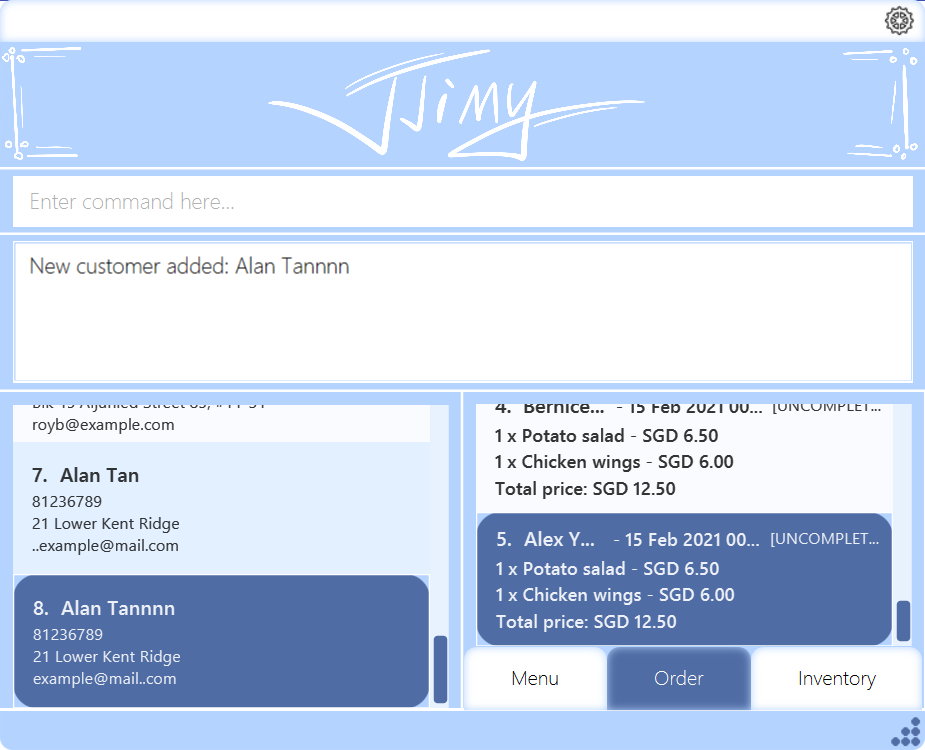 JJimy
Enter command here...
New customer added: Alan Tannnn
royb@example.com
7. Alan Tan
81236789
21 Lower Kent Ridge
..example@mail.com
8. Alan Tannnn
81236789
21 Lower Kent Ridge
example@mail..com
4. Bernice... - 15 Feb 2021 00... [UNCOMPLET...
1 x Potato salad - SGD 6.50
1 x Chicken wings - SGD 6.00
Total price: SGD 12.50
5. Alex Y... - 15 Feb 2021 00... [UNCOMPLET...
1 x Potato salad - SGD 6.50
1 x Chicken wings - SGD 6.00
Total price: SGD 12.50
Menu Order Inventory